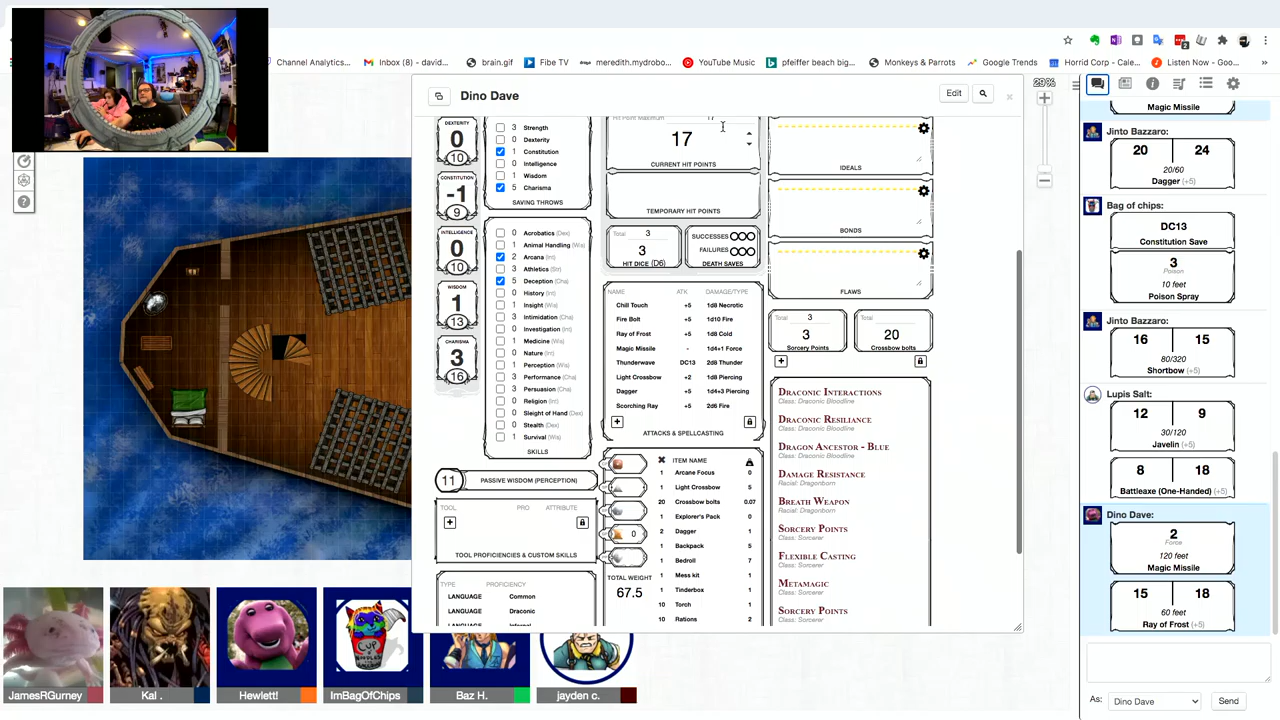 Channel Analytics...
Inbox (8) - david...
brain.gif
Fibe TV
meredith.mydrobo...
YouTube Music
pfeiffer beach big...
Monkeys & Parrots
Google Trends
Horrid Corp - Cale...
Listen Now - Goo...
Dino Dave
Edit
29%
DEXTERITY
0
10
CONSTITUTION
-1
9
INTELLIGENCE
0
10
WISDOM
1
13
CHARISMA
3
16
3 Strength
0 Dexterity
1 Constitution
0 Intelligence
1 Wisdom
5 Charisma
SAVING THROWS
0 Acrobatics (Dex)
1 Animal Handling (Wis)
2 Arcana (Int)
3 Athletics (Str)
5 Deception (Cha)
0 History (Int)
1 Insight (Wis)
3 Intimidation (Cha)
0 Investigation (Int)
1 Medicine (Wis)
0 Nature (Int)
1 Perception (Wis)
3 Performance (Cha)
3 Persuasion (Cha)
0 Religion (Int)
0 Sleight of Hand (Dex)
0 Stealth (Dex)
1 Survival (Wis)
SKILLS
11 PASSIVE WISDOM (PERCEPTION)
TOOL PRO ATTRIBUTE
TOOL PROFICIENCIES & CUSTOM SKILLS
TYPE PROFICIENCY
LANGUAGE Common
LANGUAGE Draconic
LANGUAGE Infernal
Hit Point Maximum 17
17
CURRENT HIT POINTS
TEMPORARY HIT POINTS
Total 3
3
HIT DICE (D6)
SUCCESSES
FAILURES
DEATH SAVES
NAME ATK DAMAGE/TYPE
Chill Touch +5 1d8 Necrotic
Fire Bolt +5 1d10 Fire
Ray of Frost +5 1d8 Cold
Magic Missile - 1d4+1 Force
Thunderwave DC13 2d8 Thunder
Light Crossbow +2 1d8 Piercing
Dagger +5 1d4+3 Piercing
Scorching Ray +5 2d6 Fire
ATTACKS & SPELLCASTING
ITEM NAME
1 Arcane Focus 0
1 Light Crossbow 5
20 Crossbow bolts 0.07
1 Explorer's Pack 0
2 Dagger 1
1 Backpack 5
1 Bedroll 7
1 Mess kit 1
1 Tinderbox 1
10 Torch 1
10 Rations 2
0
TOTAL WEIGHT
67.5
IDEALS
BONDS
FLAWS
Total 3
3
Sorcery Points
Total
20
Crossbow bolts
DRACONIC INTERACTIONS
Class: Draconic Bloodline
DRACONIC RESILIANCE
Class: Draconic Bloodline
DRAGON ANCESTOR - BLUE
Class: Draconic Bloodline
DAMAGE RESISTANCE
Racial: Dragonborn
BREATH WEAPON
Racial: Dragonborn
SORCERY POINTS
Class: Sorcerer
FLEXIBLE CASTING
Class: Sorcerer
METAMAGIC
Class: Sorcerer
SORCERY POINTS
Class: Sorcerer
Magic Missile
Jinto Bazzaro:
20 24
20/60
Dagger (+5)
Bag of chips:
DC13
Constitution Save
3
Poison
10 feet
Poison Spray
Jinto Bazzaro:
16 15
80/320
Shortbow (+5)
Lupis Salt:
12 9
30/120
Javelin (+5)
8 18
Battleaxe (One-Handed) (+5)
Dino Dave:
2
Force
120 feet
Magic Missile
15 18
60 feet
Ray of Frost (+5)
As: Dino Dave
Send
CUP
JamesRGurney
Kal .
Hewlett!
ImBagOfChips
Baz H.
jayden c.